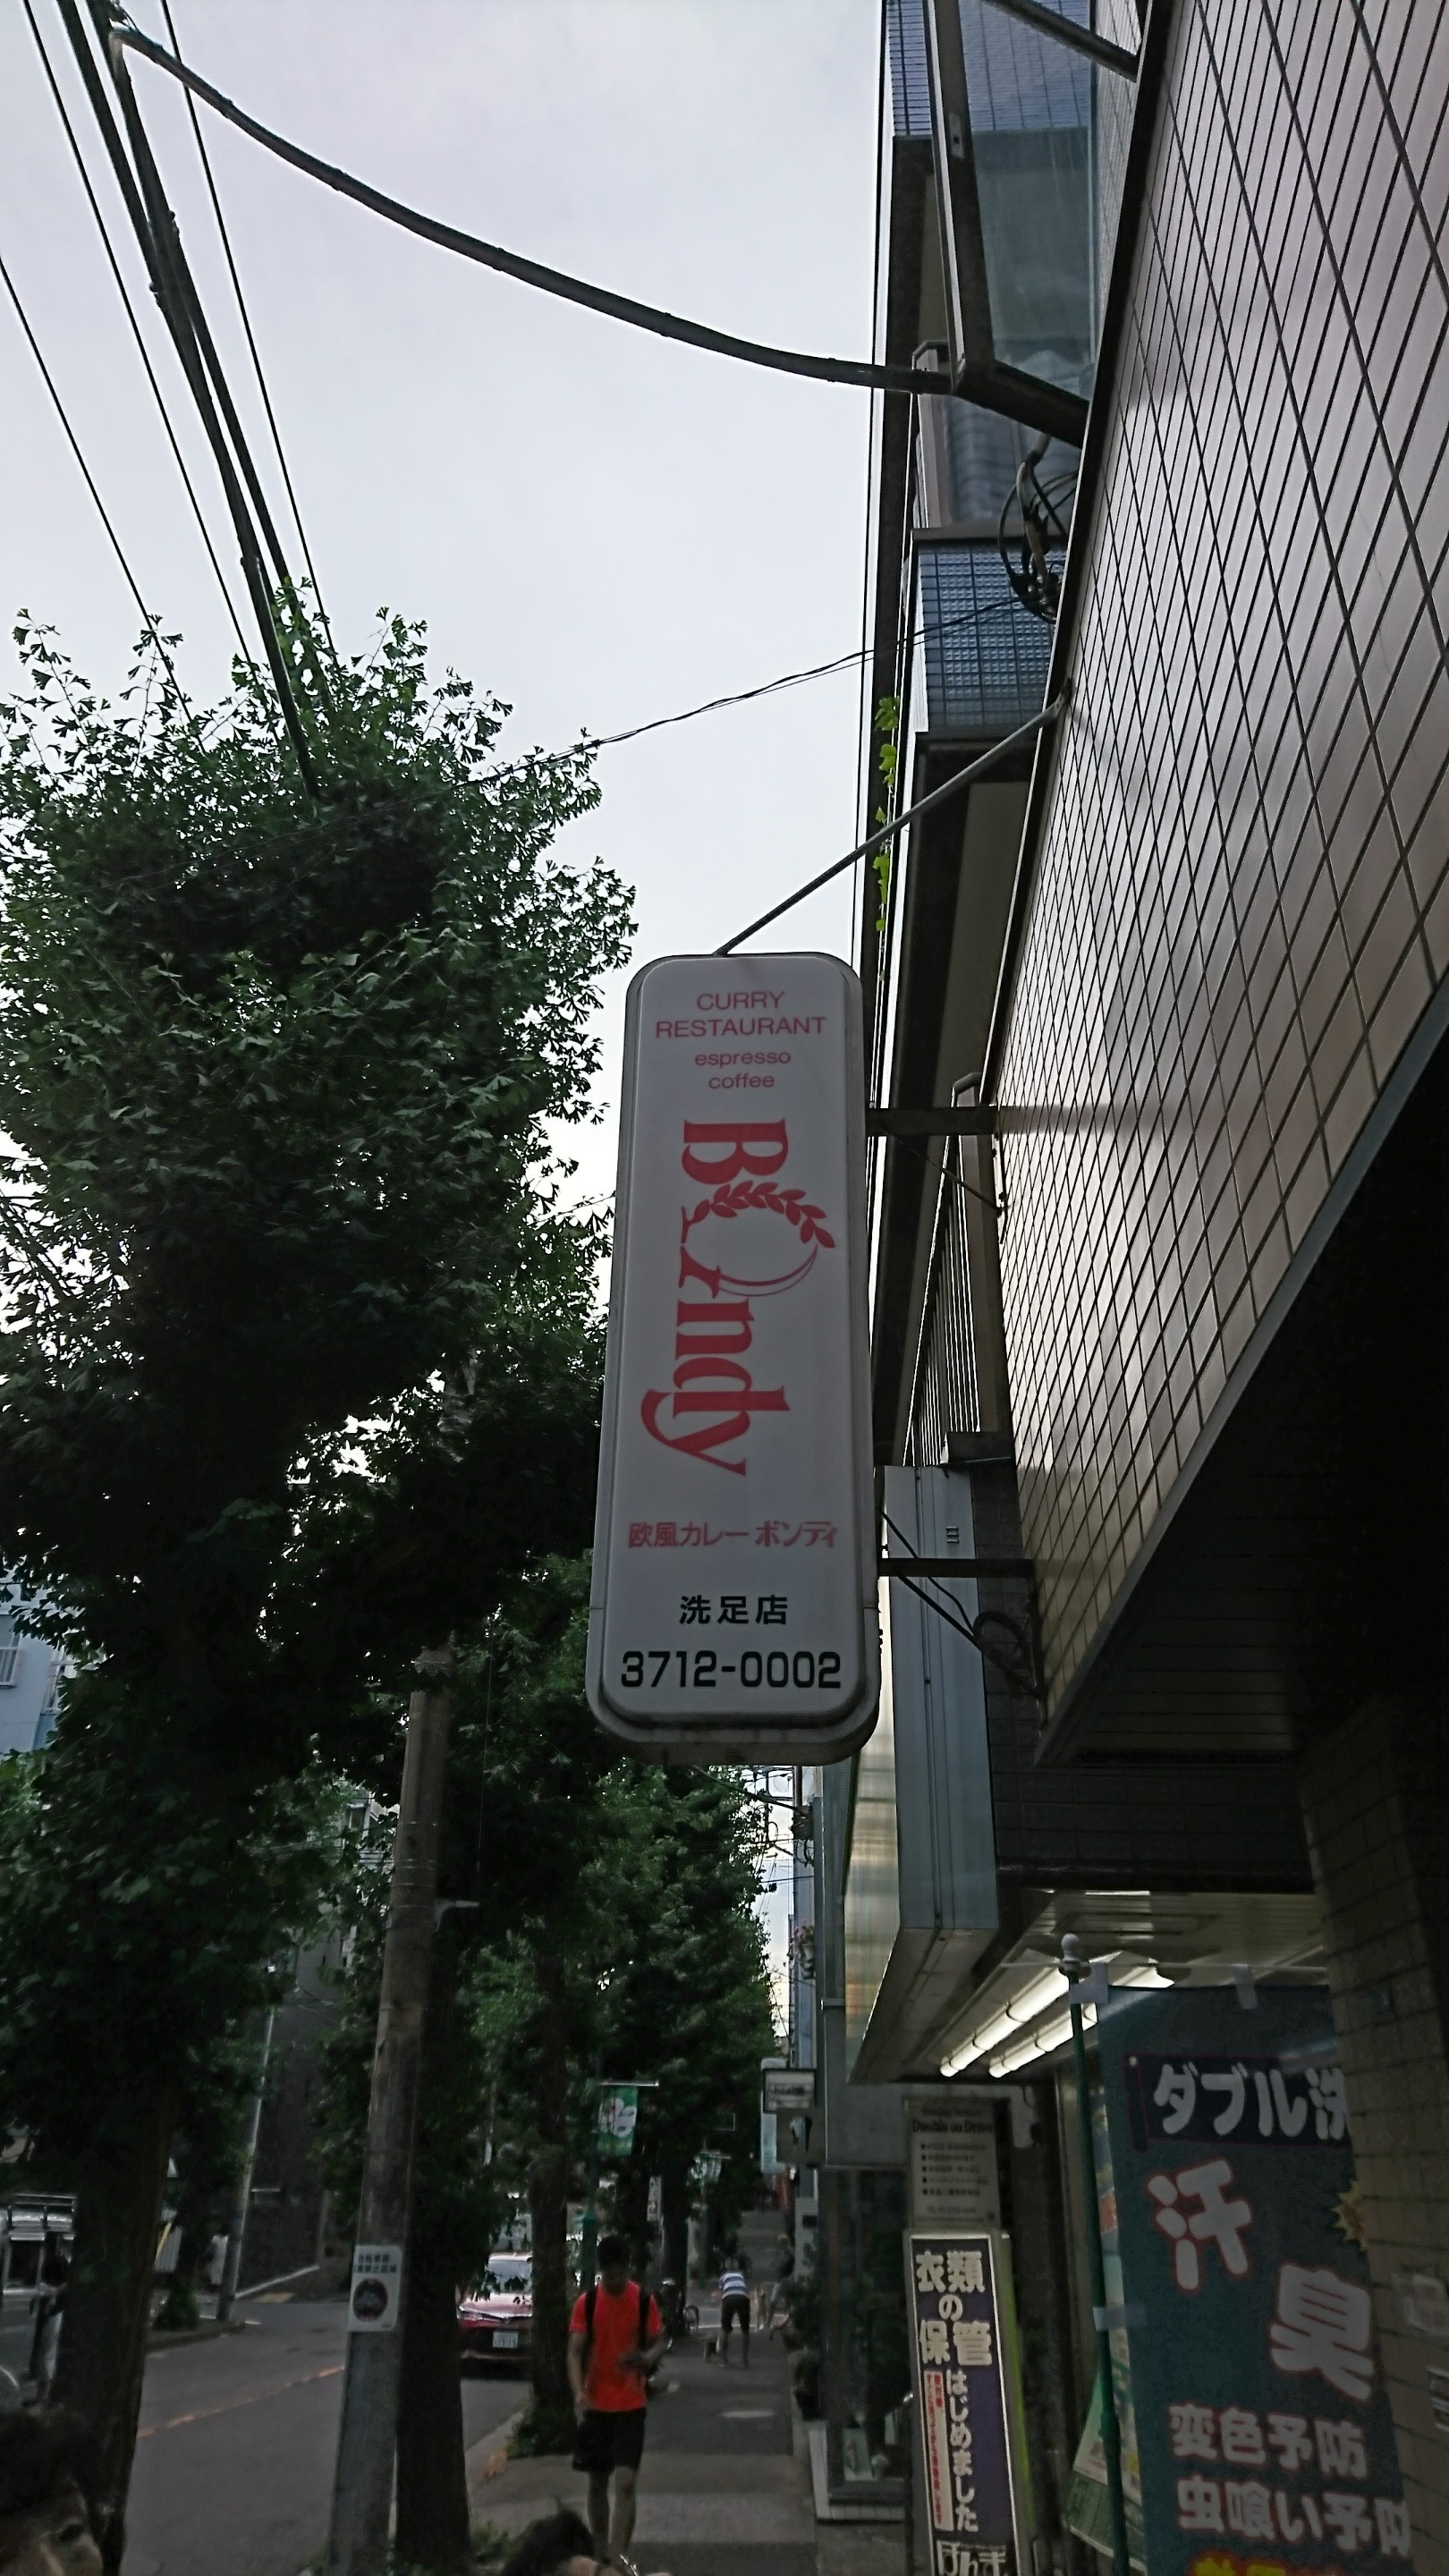 CURRY
RESTAURANT
espresso
coffee
Bondy
欧風カレー ボンディ
洗足店
3712-0002
ダブル洗
汗
臭
変色予防
虫喰い予防
衣類
の
保管
はじめました